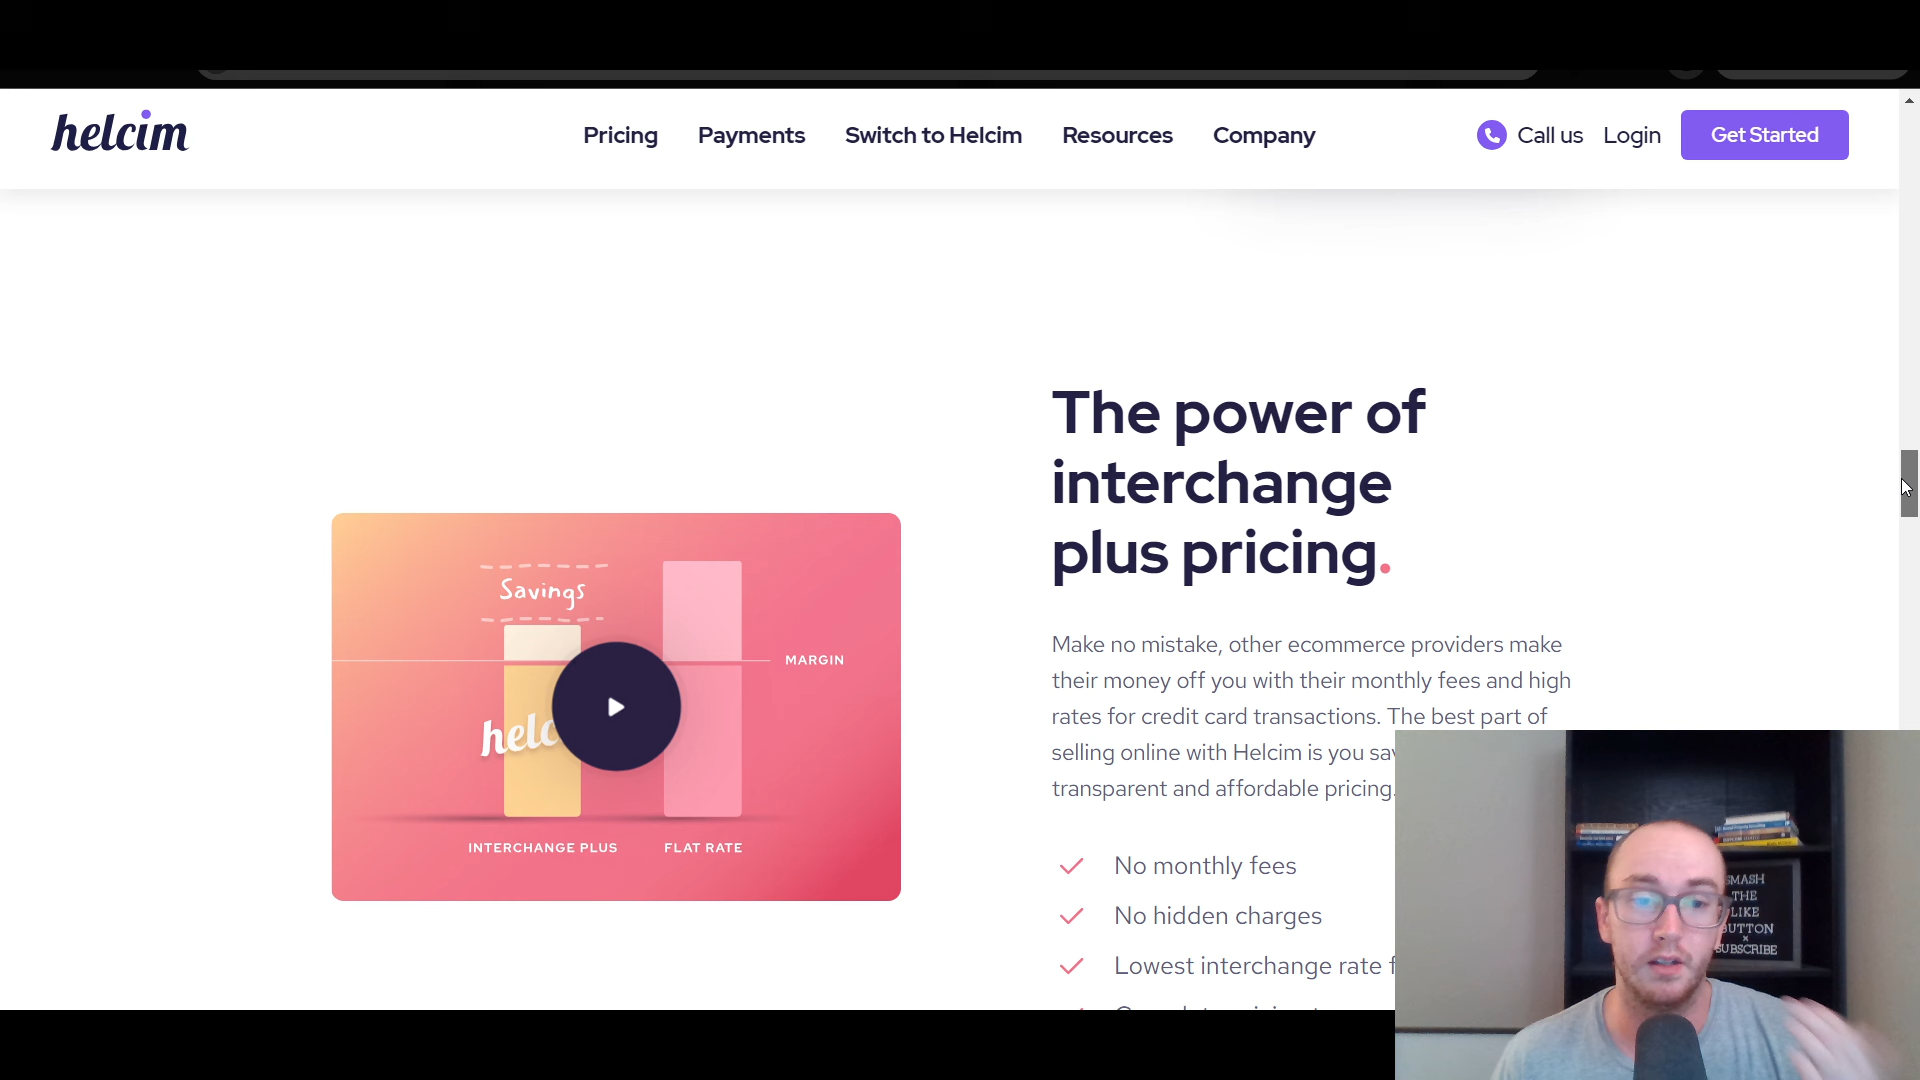 helcim
Pricing
Payments
Switch to Helcim
Resources
Company
Call us
Login
Get Started
The power of
interchange
plus pricing.
Savings
MARGIN
helc
INTERCHANGE PLUS
FLAT RATE
Make no mistake, other ecommerce providers make
their money off you with their monthly fees and high
rates for credit card transactions. The best part of
selling online with Helcim is you
transparent and affordable pricing.
No monthly fees
No hidden charges
Lowest interchange rate
SMASH
THE
LIKE
BUTTON
SUBSCRIBE